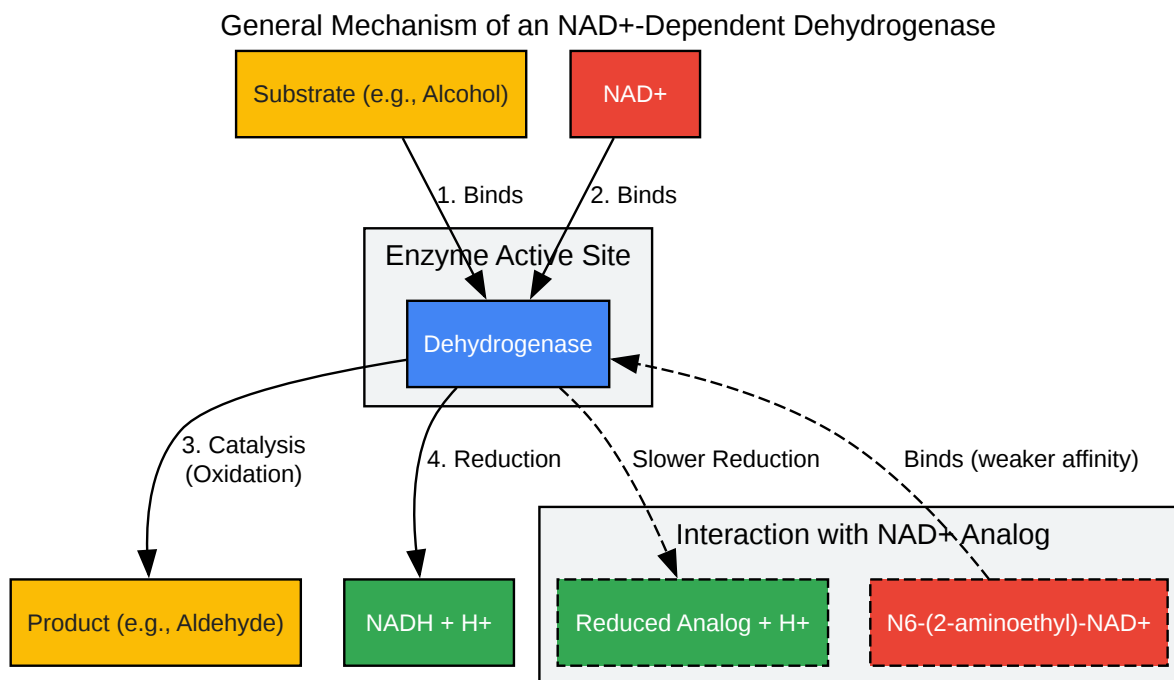 General Mechanism of an NAD+-Dependent Dehydrogenase
Substrate (e.g., Alcohol)
NAD+
1. Binds
2. Binds
Enzyme Active Site
Dehydrogenase
3. Catalysis
(Oxidation)
4. Reduction
Slower Reduction
Binds (weaker affinity)
Interaction with NAD+ Analog
Product (e.g., Aldehyde)
NADH + H+
Reduced Analog + H+
N6-(2-aminoethyl)-NAD+